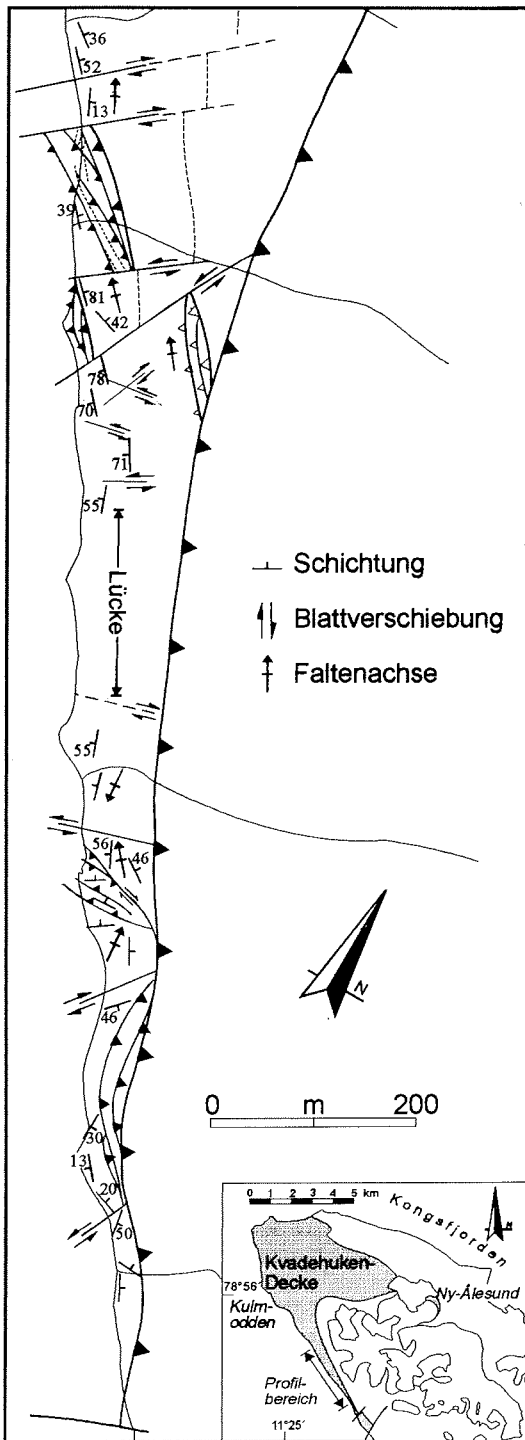 36
52
13
39
81
42
78
70
71
55
Lücke
Schichtung
Blattverschiebung
Faltenachse
55
56
46
N
46
0 m 200
30
13
20
50
0 1 2 3 4 5 km
N
Kongsfjorden
Kvadehuken-
Decke
78°56'
Ny-Ålesund
Kulm-
odden
Profil-
bereich
11°25'